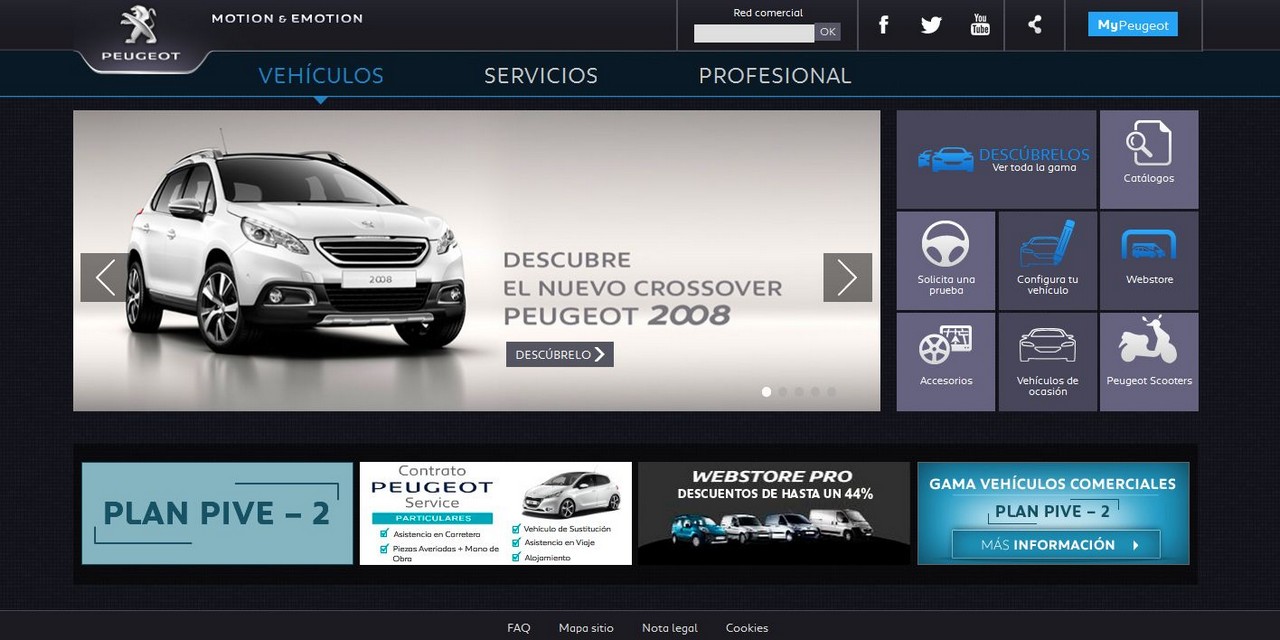 MOTION & EMOTION
PEUGEOT
Red comercial
OK
You
Tube
MyPeugeot
VEHÍCULOS
SERVICIOS
PROFESIONAL
2008
DESCUBRE
EL NUEVO CROSSOVER
PEUGEOT 2008
DESCÚBRELO
DESCÚBRELOS
Ver toda la gama
Catálogos
Solicita una
prueba
Configura tu
vehículo
Webstore
Accesorios
Vehículos de
ocasión
Peugeot Scooters
PLAN PIVE – 2
Contrato
PEUGEOT
Service
PARTICULARES
Asistencia en Carretera
Piezas Averiadas + Mano de
Obra
Vehículo de Sustitución
Asistencia en Viaje
Alojamiento
WEBSTORE PRO
DESCUENTOS DE HASTA UN 44%
GAMA VEHÍCULOS COMERCIALES
PLAN PIVE – 2
MÁS INFORMACIÓN
FAQ
Mapa sitio
Nota legal
Cookies